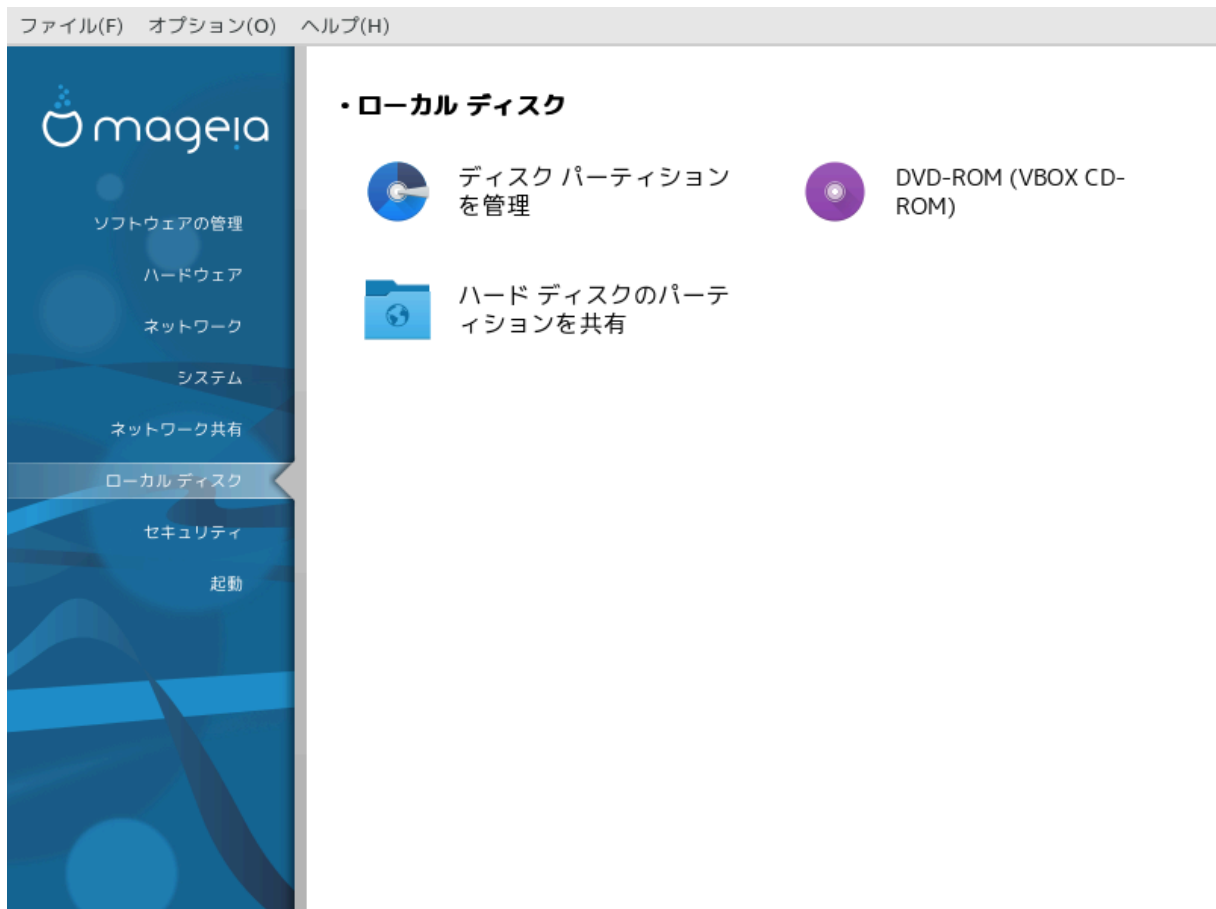 ファイル(F) オプション(O) ヘルプ(H)
mageia
ソフトウェアの管理
ハードウェア
ネットワーク
システム
ネットワーク共有
ローカル ディスク
セキュリティ
起動
・ローカル ディスク
ディスク パーティション
を管理
DVD-ROM (VBOX CD-
ROM)
ハード ディスクのパーテ
ィションを共有